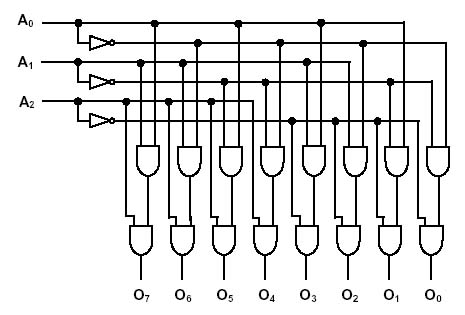 A₀
A₁
A₂
O₇ O₆ O₅ O₄ O₃ O₂ O₁ O₀